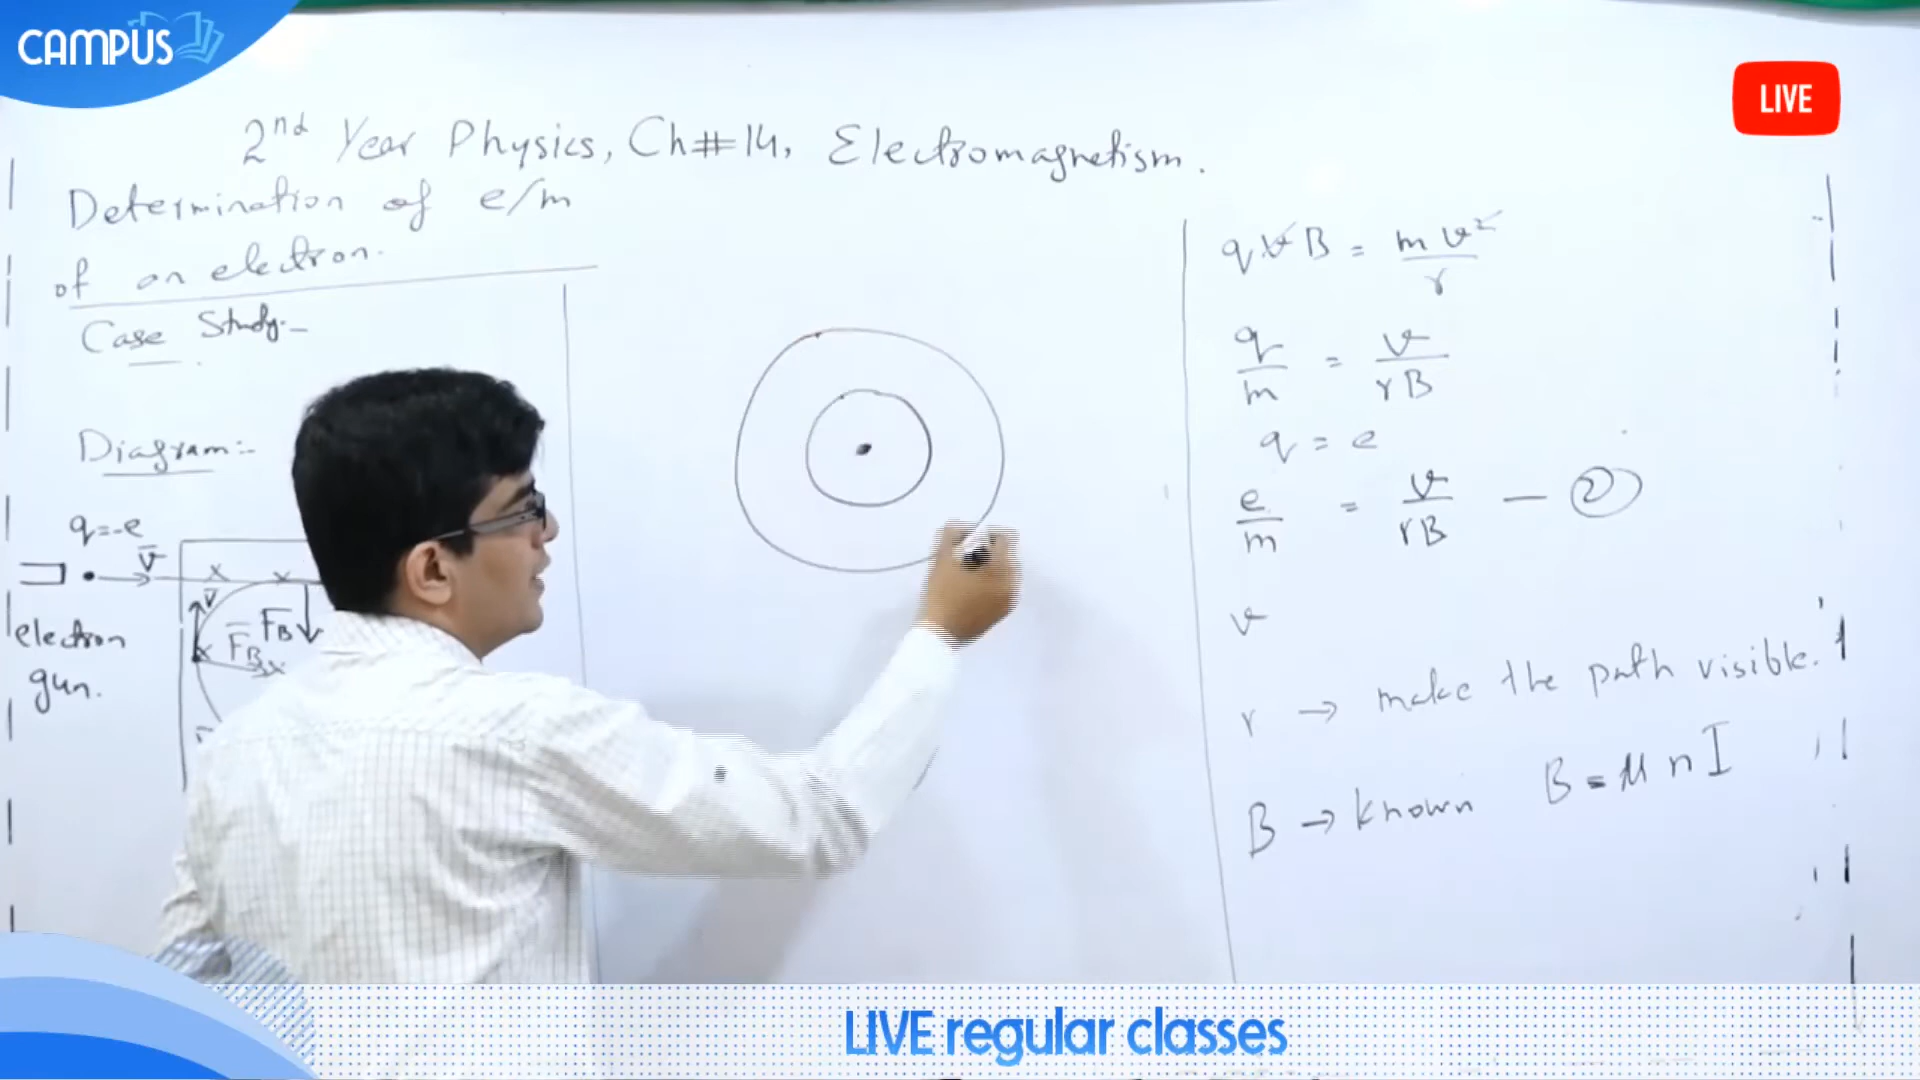 CAMPUS
LIVE
2nd Year Physics, Ch#14, Electromagnetism.
Determination of e/m
of an electron.
Case Study:-
Diagram:-
q=-e
v
v
FB
FB
electron
gun.
qvB = mv²/r
q/m = v/rB
q = e
e/m = v/rB — 2
v
r → make the path visible.
B → known B = μnI
LIVE regular classes